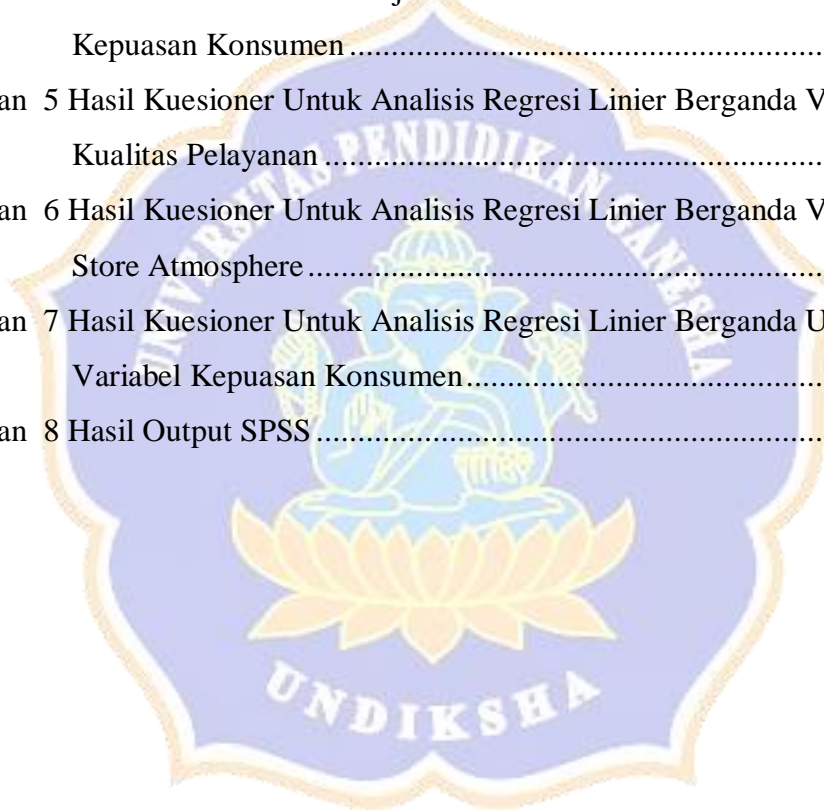 Kepuasan Konsumen ............................................................
an 5 Hasil Kuesioner Untuk Analisis Regresi Linier Berganda V
Kualitas Pelayanan ...............................................................
an 6 Hasil Kuesioner Untuk Analisis Regresi Linier Berganda V
Store Atmosphere .................................................................
an 7 Hasil Kuesioner Untuk Analisis Regresi Linier Berganda U
Variabel Kepuasan Konsumen ..............................................
an 8 Hasil Output SPSS ................................................................
UNIVERSITAS PENDIDIKAN GANESHA
UNDIKSHA